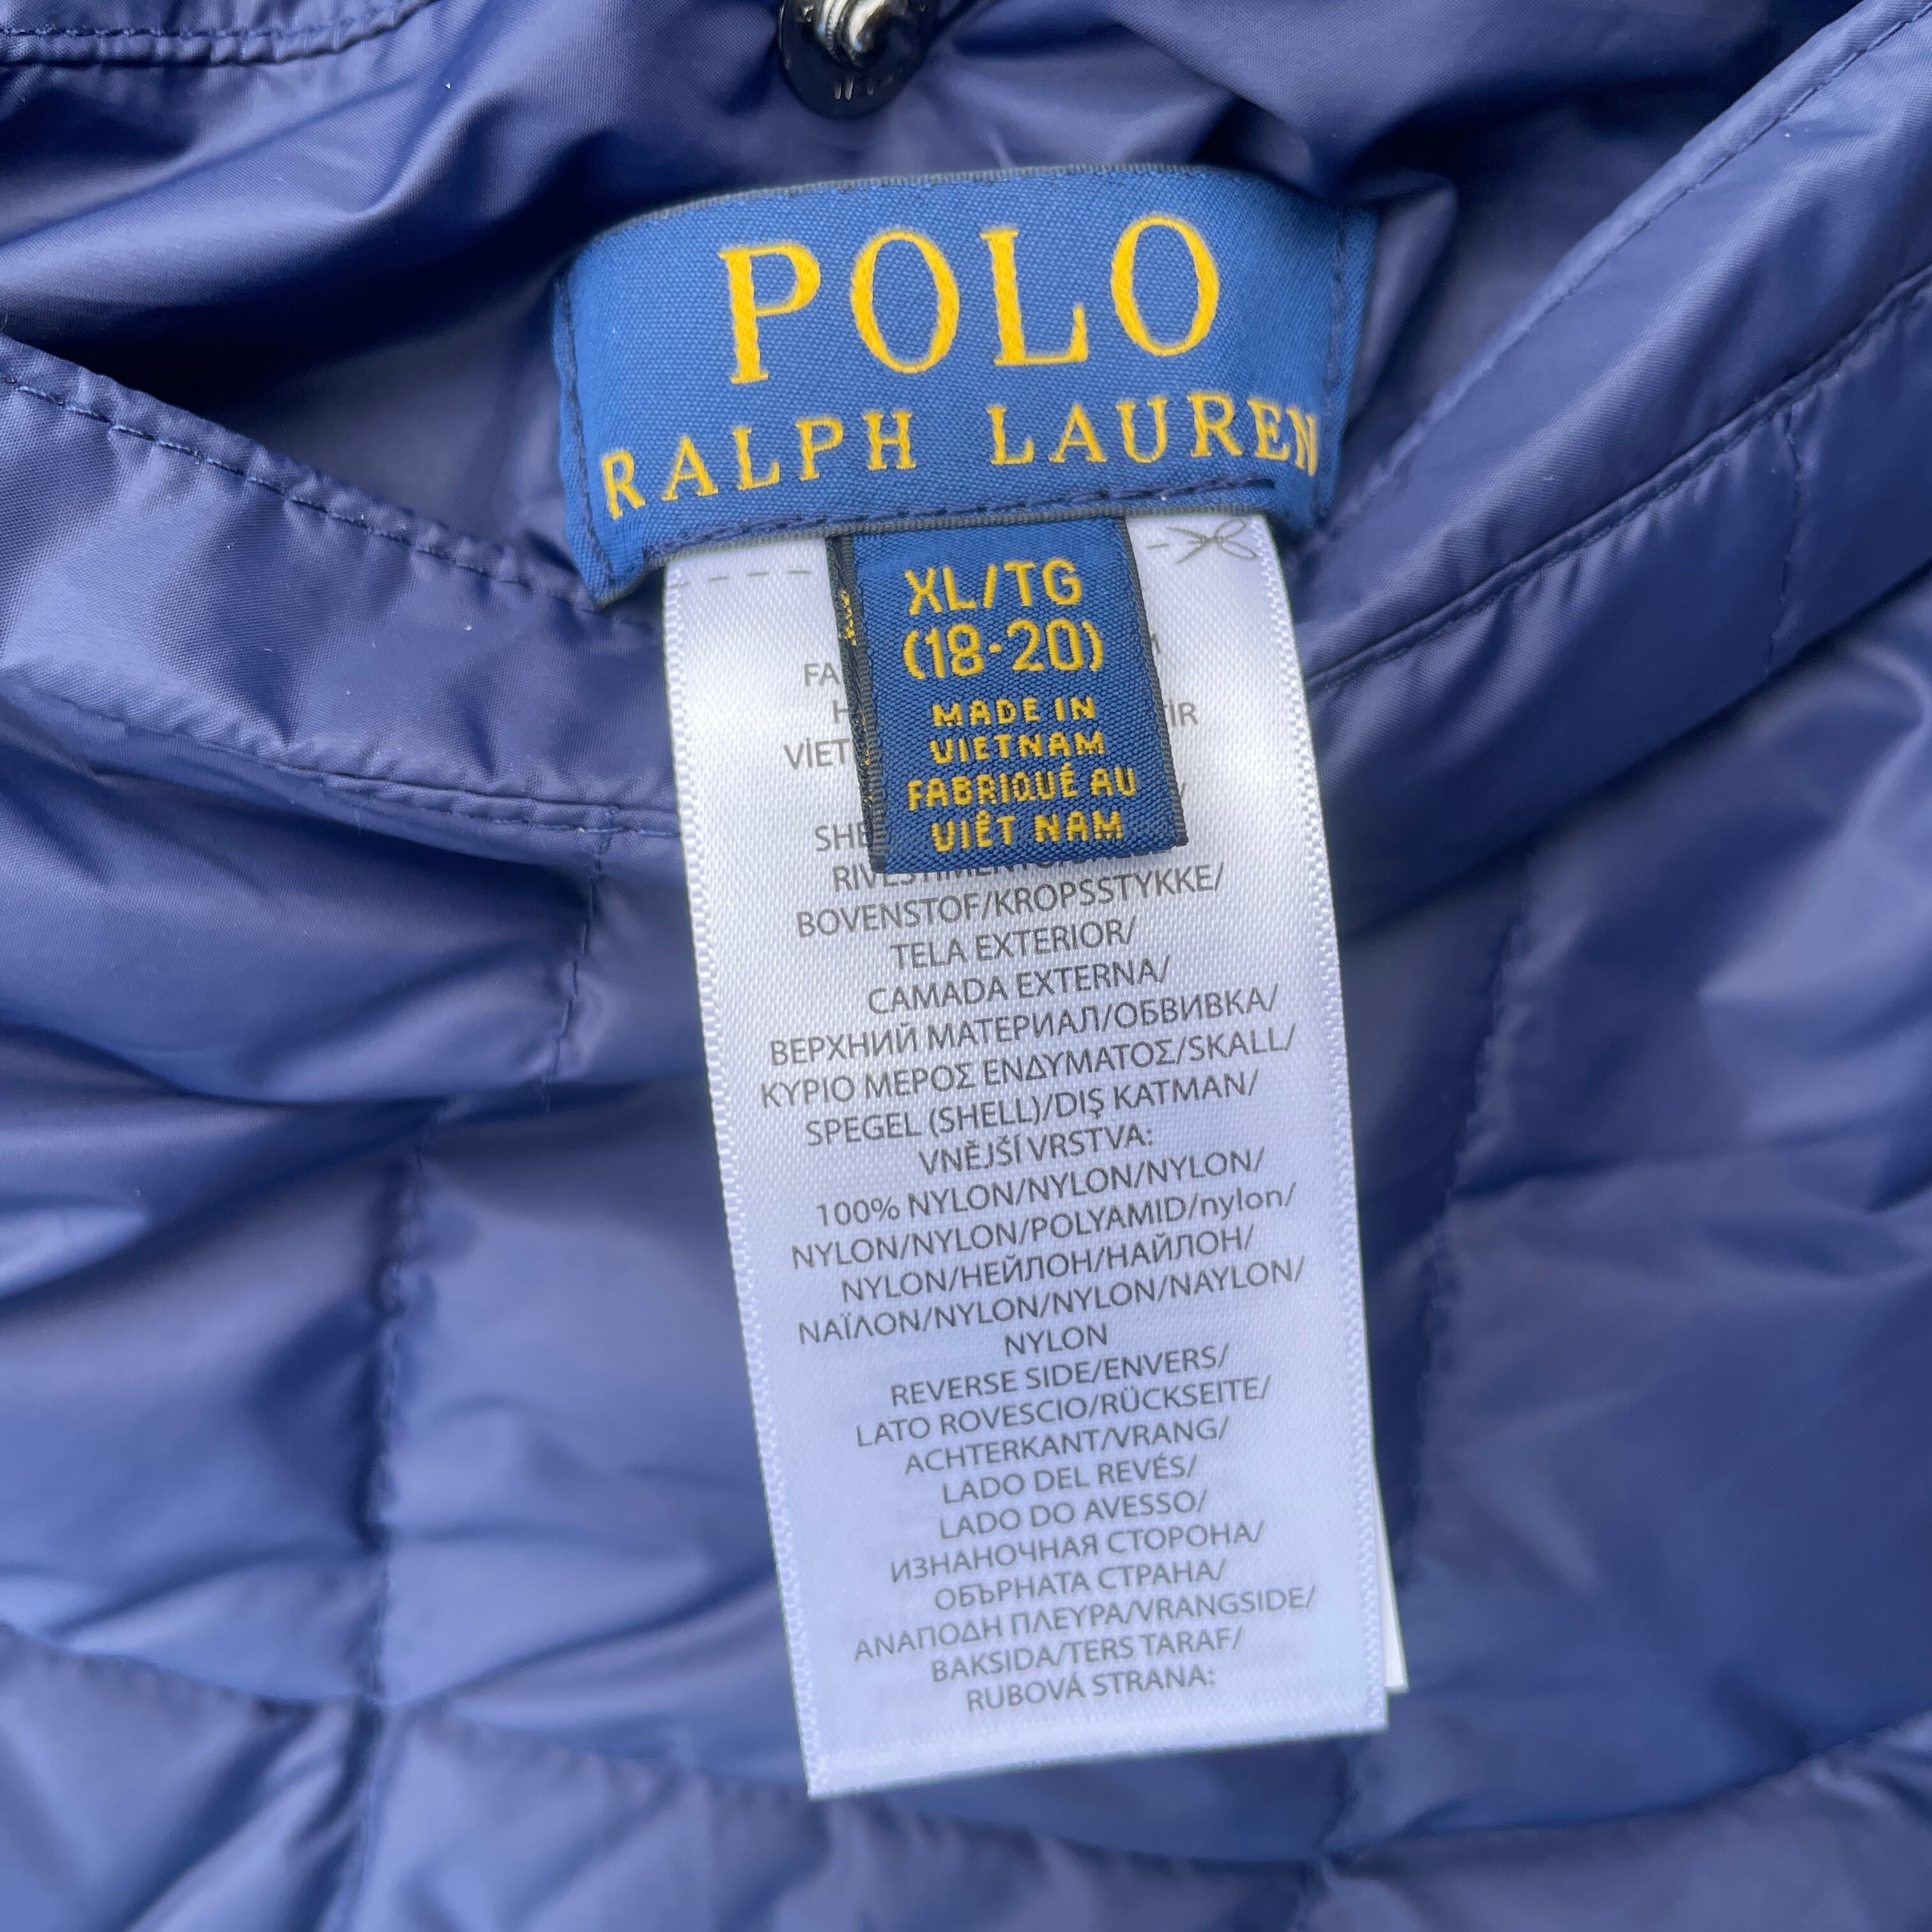 POLO
RALPH LAUREN
XL/TG
(18-20)
MADE IN
VIETNAM
FABRIQUÉ AU
VIÊT NAM
BOVENSTOF/KROPSSTYKKE/
TELA EXTERIOR/
CAMADA EXTERNA/
ВЕРХНИЙ МАТЕРИАЛ/ОБВИВКА/
ΚΥΡΙΟ ΜΕΡΟΣ ΕΝΔΥΜΑΤΟΣ/SKALL/
SPEGEL (SHELL)/DIŞ KATMAN/
VNĚJŠÍ VRSTVA:
100% NYLON/NYLON/NYLON/
NYLON/NYLON/POLYAMID/nylon/
NYLON/НЕЙЛОН/НАЙЛОН/
ΝΑΪΛΟΝ/NYLON/NYLON/NAYLON/
NYLON
REVERSE SIDE/ENVERS/
LATO ROVESCIO/RÜCKSEITE/
ACHTERKANT/VRANG/
LADO DEL REVÉS/
LADO DO AVESSO/
ИЗНАНОЧНАЯ СТОРОНА/
ОБЪРНАТА СТРАНА/
ΑΝΑΠΟΔΗ ΠΛΕΥΡΑ/VRANGSIDE/
BAKSIDA/TERS TARAF/
RUBOVÁ STRANA: